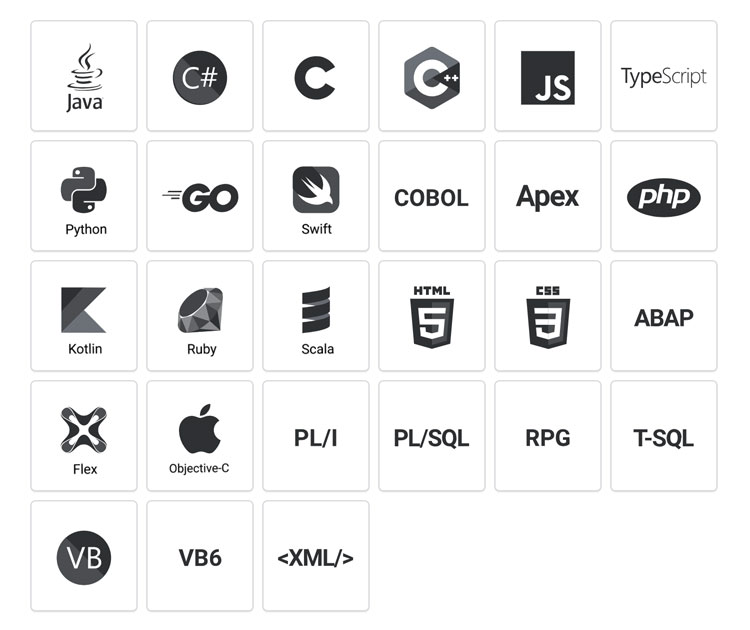 Java
C#
C
C++
JS
TypeScript
Python
GO
Swift
COBOL
Apex
php
Kotlin
Ruby
Scala
HTML
5
CSS
3
ABAP
Flex
Objective-C
PL/I
PL/SQL
RPG
T-SQL
VB
VB6
<XML/>